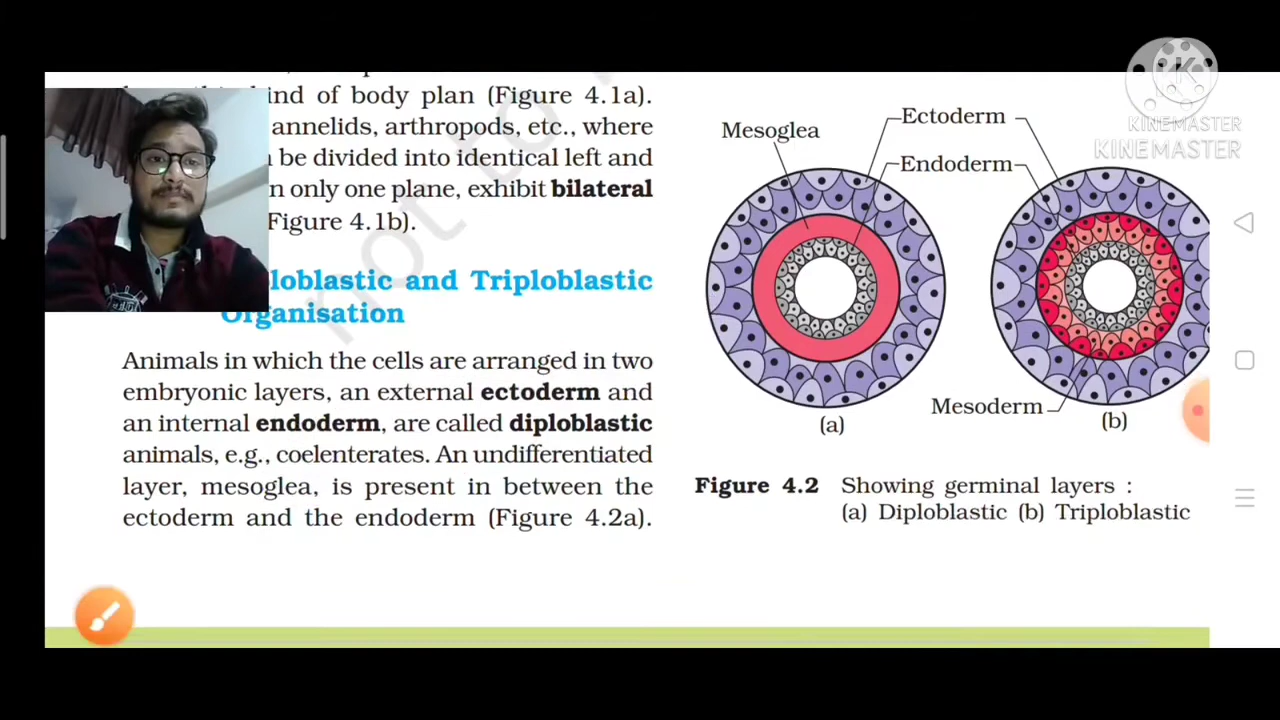 ind of body plan (Figure 4.1a).
annelids, arthropods, etc., where
be divided into identical left and
n only one plane, exhibit bilateral
Figure 4.1b).
loblastic and Triploblastic
Organisation
Animals in which the cells are arranged in two
embryonic layers, an external ectoderm and
an internal endoderm, are called diploblastic
animals, e.g., coelenterates. An undifferentiated
layer, mesoglea, is present in between the
ectoderm and the endoderm (Figure 4.2a).
not to
Mesoglea
Ectoderm
Endoderm
Mesoderm
(a)
(b)
Figure 4.2 Showing germinal layers :
(a) Diploblastic (b) Triploblastic
K
KINEMASTER
KINEMASTER